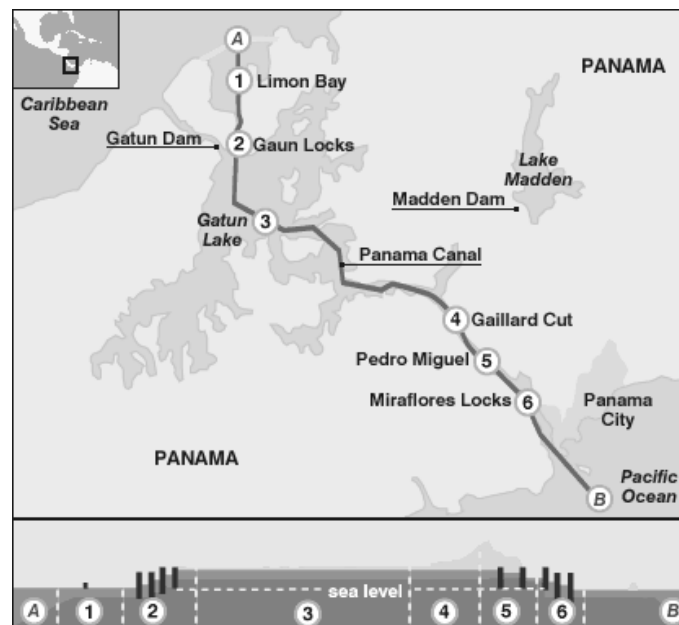 A
PANAMA
1 Limon Bay
Caribbean
Sea
Gatun Dam
2 Gaun Locks
Lake
Madden
Madden Dam
Gatun
Lake
3
Panama Canal
4 Gaillard Cut
Pedro Miguel 5
Miraflores Locks 6
Panama
City
PANAMA
Pacific
Ocean
B
sea level
A 1 2 3 4 5 6 B